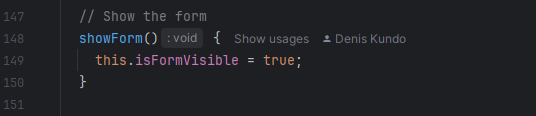 147 // Show the form
148 showForm() : void { Show usages Denis Kundo
149 this.isFormVisible = true;
150 }
151